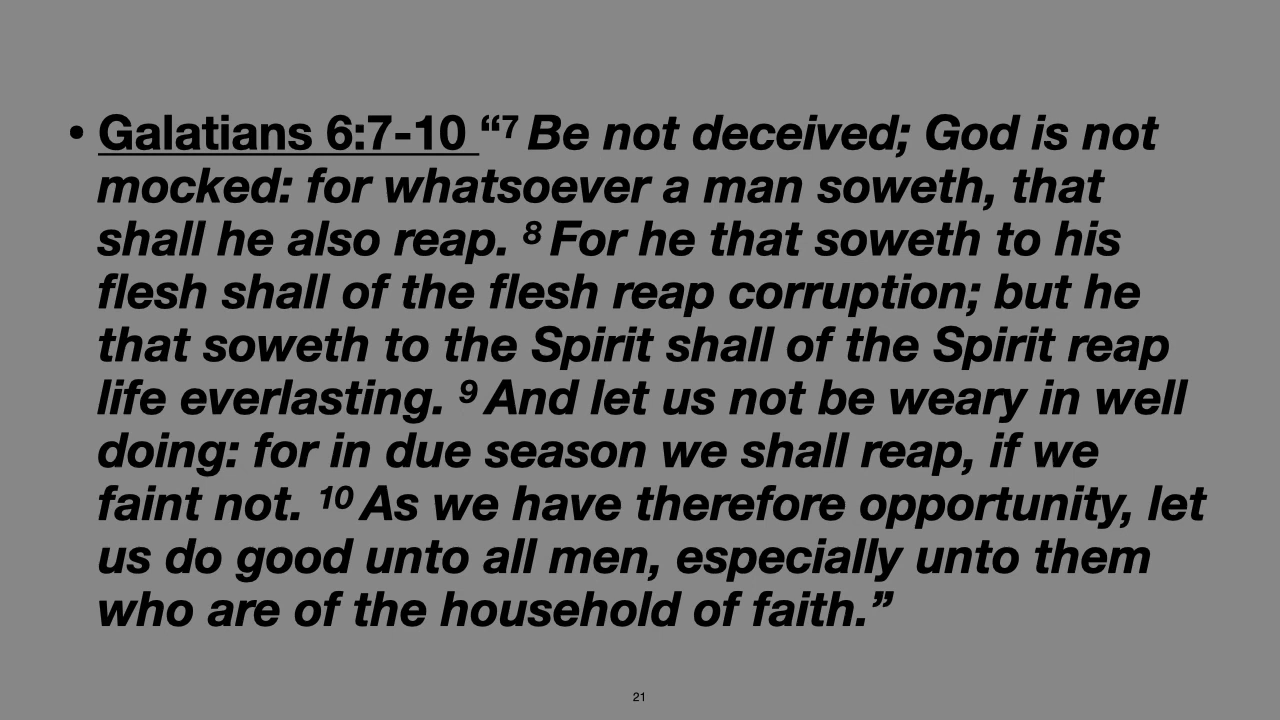 • Galatians 6:7-10 “⁷ Be not deceived; God is not
mocked: for whatsoever a man soweth, that
shall he also reap. ⁸ For he that soweth to his
flesh shall of the flesh reap corruption; but he
that soweth to the Spirit shall of the Spirit reap
life everlasting. ⁹ And let us not be weary in well
doing: for in due season we shall reap, if we
faint not. ¹⁰ As we have therefore opportunity, let
us do good unto all men, especially unto them
who are of the household of faith.”
21